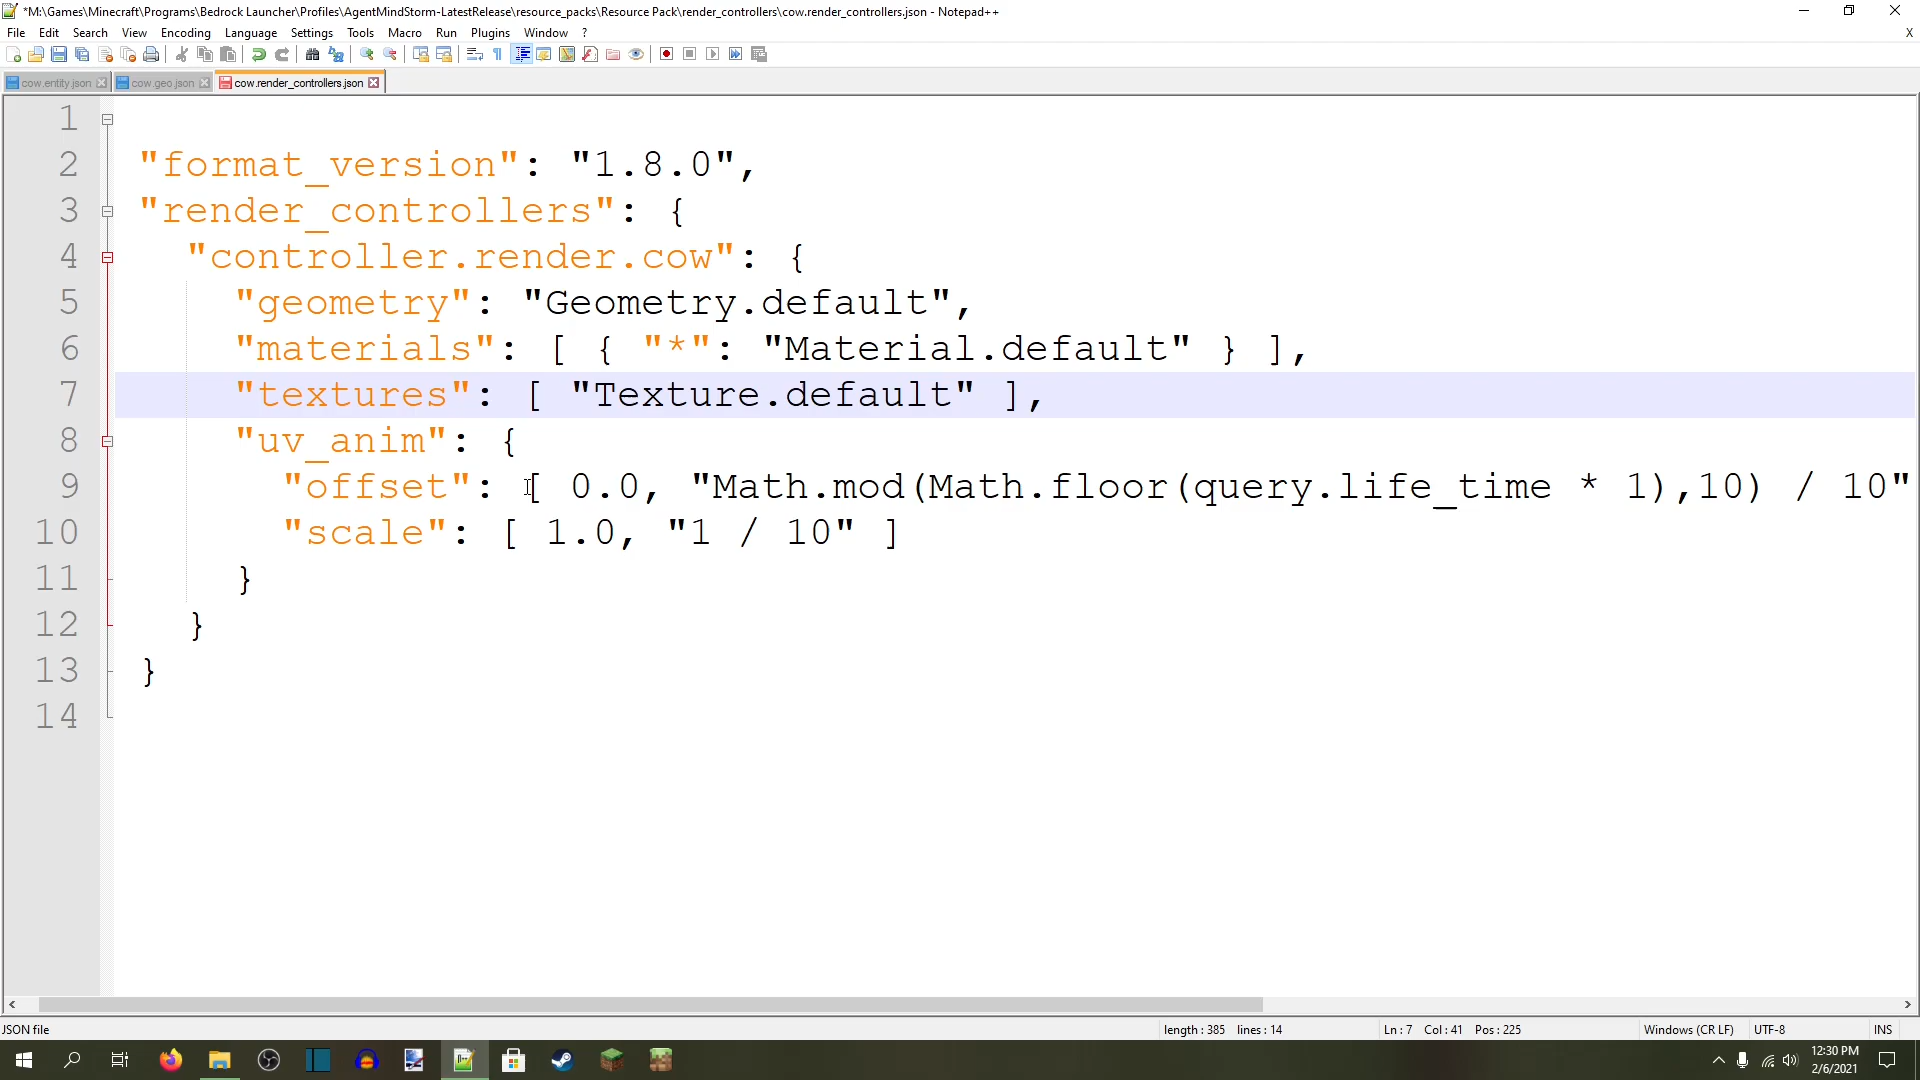 *M:\Games\Minecraft\Programs\Bedrock Launcher\Profiles\AgentMindStorm-LatestRelease\resource_packs\Resource Pack\render_controllers\cow.render_controllers.json - Notepad++
File Edit Search View Encoding Language Settings Tools Macro Run Plugins Window ? X
cow.entity.json cow.geo.json cow.render_controllers.json
1
2 "format_version": "1.8.0",
3 "render_controllers": {
4 "controller.render.cow": {
5 "geometry": "Geometry.default",
6 "materials": [ { "*": "Material.default" } ],
7 "textures": [ "Texture.default" ],
8 "uv_anim": {
9 "offset": [ 0.0, "Math.mod(Math.floor(query.life_time * 1),10) / 10"
10 "scale": [ 1.0, "1 / 10" ]
11 }
12 }
13 }
14
JSON file length : 385 lines : 14 Ln : 7 Col : 41 Pos : 225 Windows (CR LF) UTF-8 INS
12:30 PM
2/6/2021